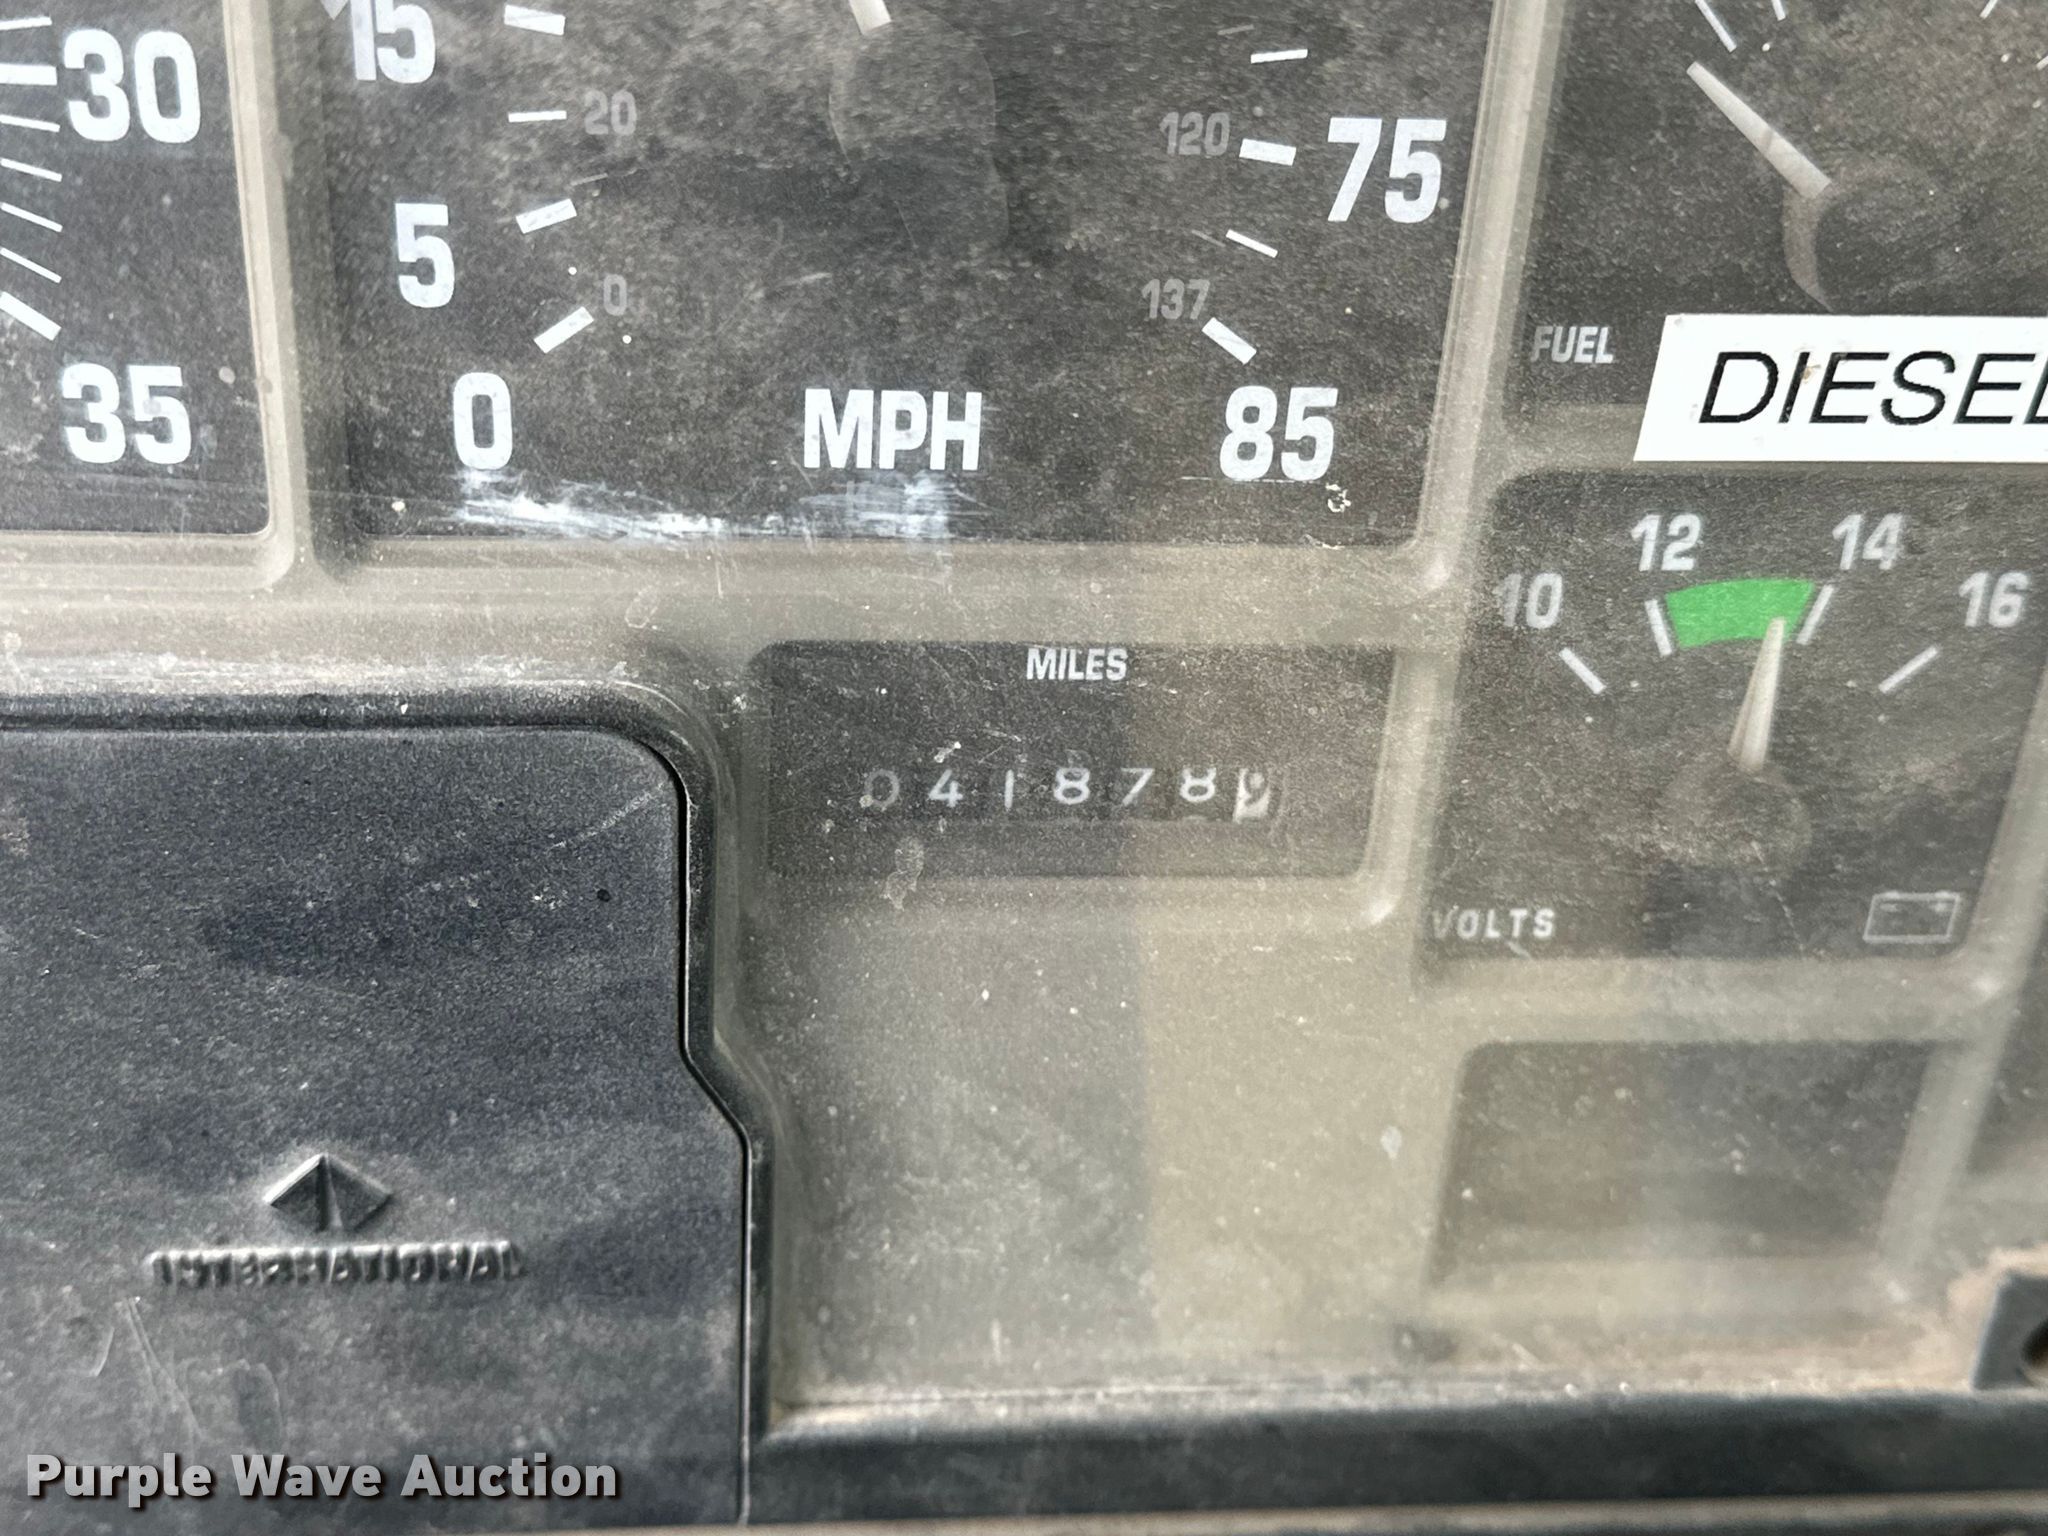 30
35
15
5
0
20
0
120
137
75
85
MPH
FUEL
DIESEL
12
14
10
16
VOLTS
MILES
041878
INTERNATIONAL
Purple Wave Auction